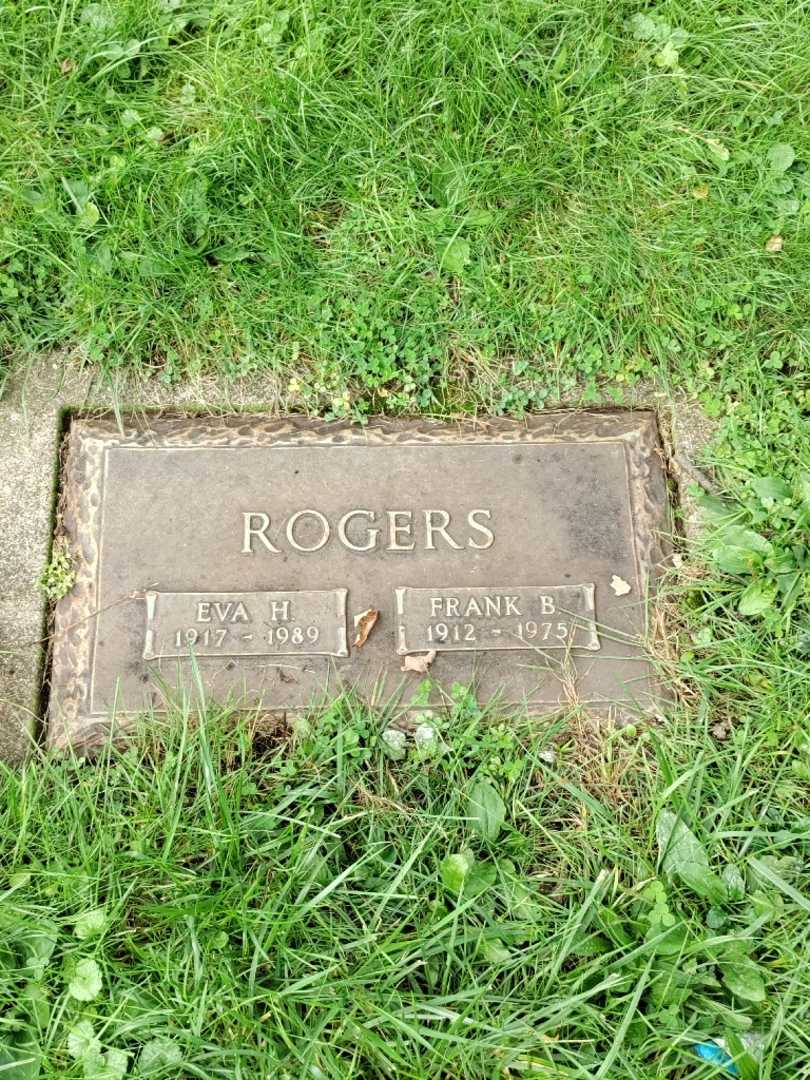 ROGERS
EVA H.
1917 - 1989
FRANK B.
1912 - 1975